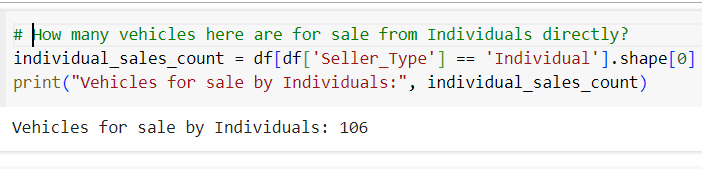 # How many vehicles here are for sale from Individuals directly?
individual_sales_count = df[df['Seller_Type'] == 'Individual'].shape[0]
print("Vehicles for sale by Individuals:", individual_sales_count)
Vehicles for sale by Individuals: 106